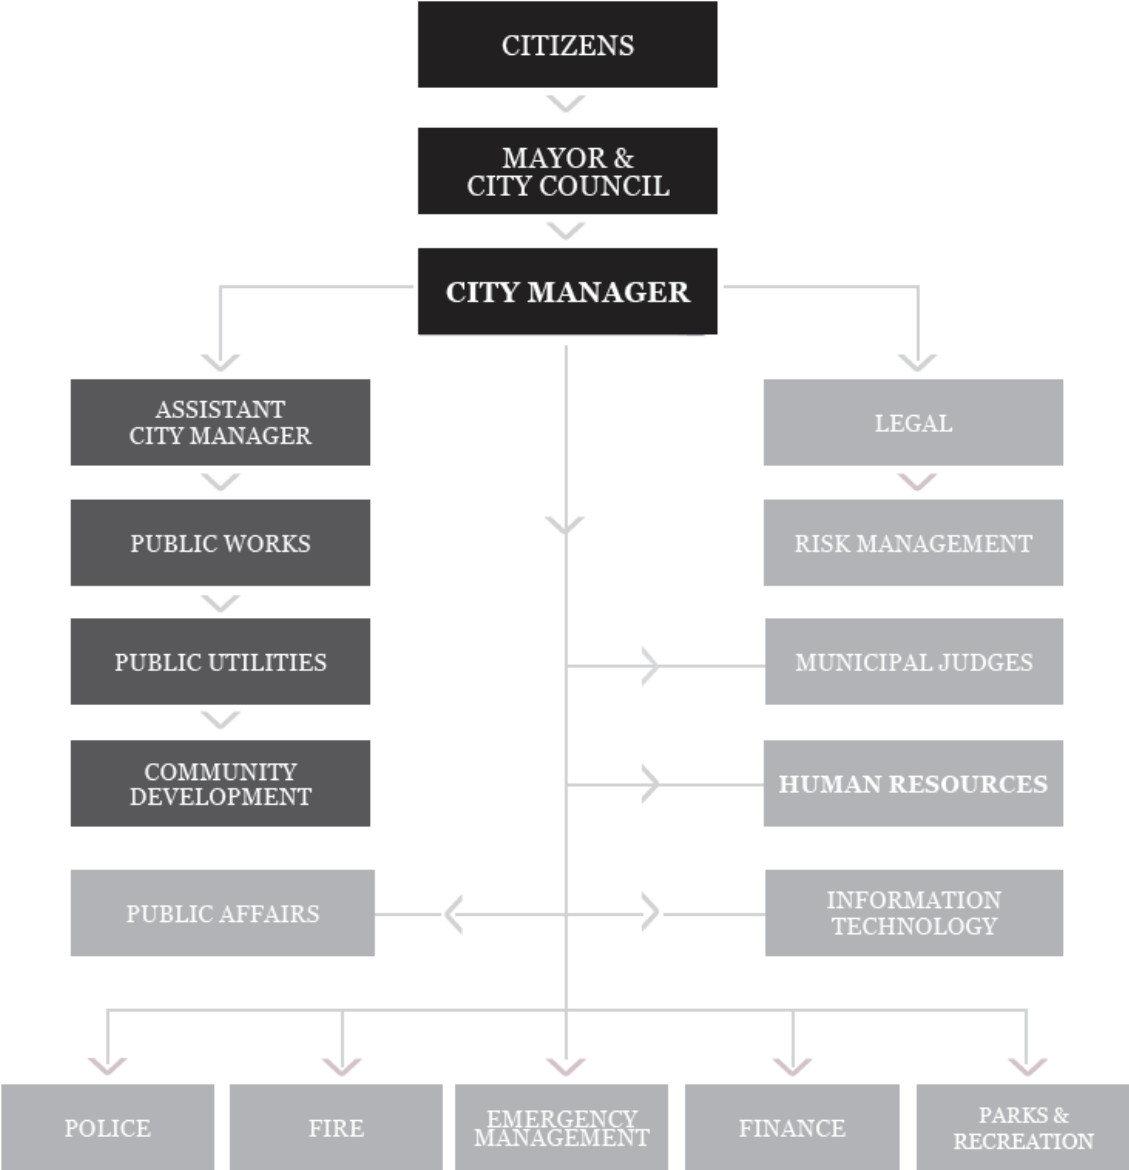 CITIZENS
MAYOR &
CITY COUNCIL
CITY MANAGER
ASSISTANT
CITY MANAGER
LEGAL
PUBLIC WORKS
RISK MANAGEMENT
PUBLIC UTILITIES
MUNICIPAL JUDGES
COMMUNITY
DEVELOPMENT
HUMAN RESOURCES
PUBLIC AFFAIRS
INFORMATION
TECHNOLOGY
POLICE
FIRE
EMERGENCY
MANAGEMENT
FINANCE
PARKS &
RECREATION